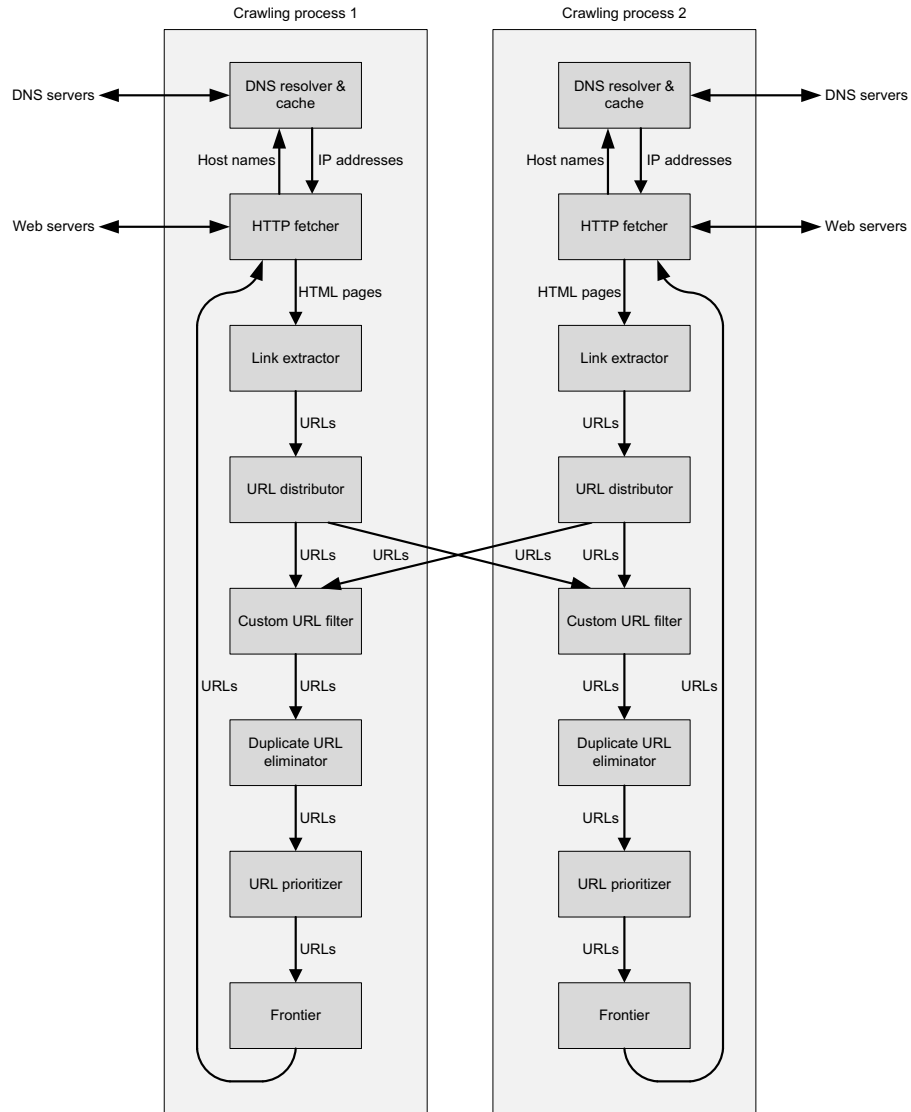 Crawling process 1
Crawling process 2
DNS servers
DNS resolver &
cache
DNS resolver &
cache
DNS servers
Host names
IP addresses
Host names
IP addresses
Web servers
HTTP fetcher
HTTP fetcher
Web servers
HTML pages
HTML pages
Link extractor
Link extractor
URLs
URLs
URL distributor
URL distributor
URLs
URLs
URLs
URLs
Custom URL filter
Custom URL filter
URLs
URLs
URLs
URLs
Duplicate URL
eliminator
Duplicate URL
eliminator
URLs
URLs
URL prioritizer
URL prioritizer
URLs
URLs
Frontier
Frontier